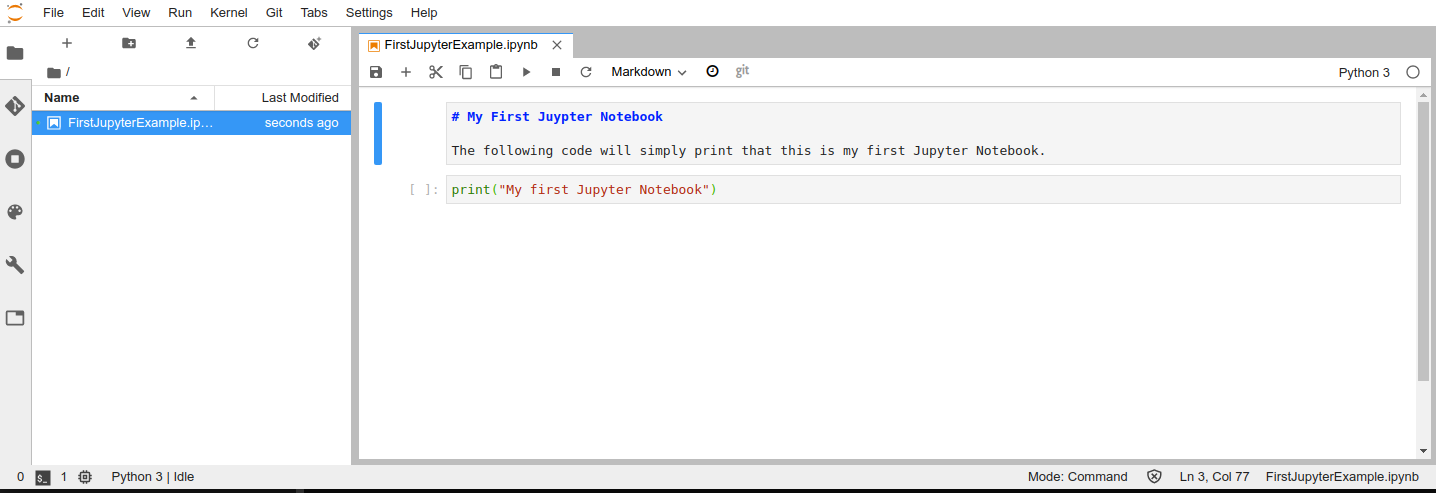 File Edit View Run Kernel Git Tabs Settings Help
/
Name Last Modified
FirstJupyterExample.ip... seconds ago
FirstJupyterExample.ipynb
Markdown git Python 3
# My First Juypter Notebook
The following code will simply print that this is my first Jupyter Notebook.
[ ]: print("My first Jupyter Notebook")
0 $_ 1 Python 3 | Idle Mode: Command Ln 3, Col 77 FirstJupyterExample.ipynb